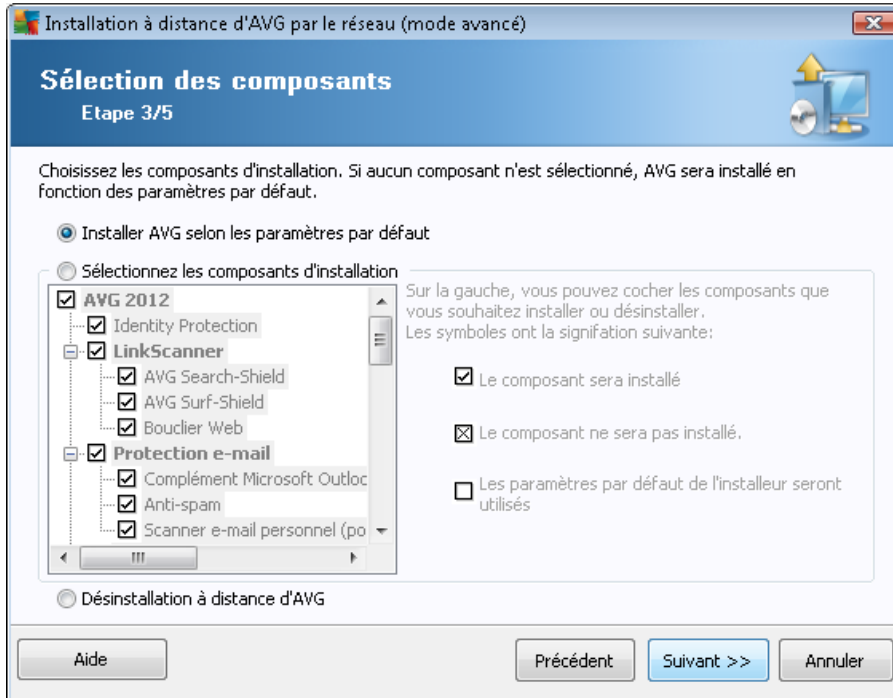 Installation à distance d'AVG par le réseau (mode avancé)
Sélection des composants
Etape 3/5
Choisissez les composants d'installation. Si aucun composant n'est sélectionné, AVG sera installé en
fonction des paramètres par défaut.
Installer AVG selon les paramètres par défaut
Sélectionnez les composants d'installation
AVG 2012
Identity Protection
LinkScanner
AVG Search-Shield
AVG Surf-Shield
Bouclier Web
Protection e-mail
Complément Microsoft Outloc
Anti-spam
Scanner e-mail personnel (po
Sur la gauche, vous pouvez cocher les composants que
vous souhaitez installer ou désinstaller.
Les symboles ont la signifation suivante:
Le composant sera installé
Le composant ne sera pas installé.
Les paramètres par défaut de l'installeur seront
utilisés
Désinstallation à distance d'AVG
Aide
Précédent
Suivant >>
Annuler